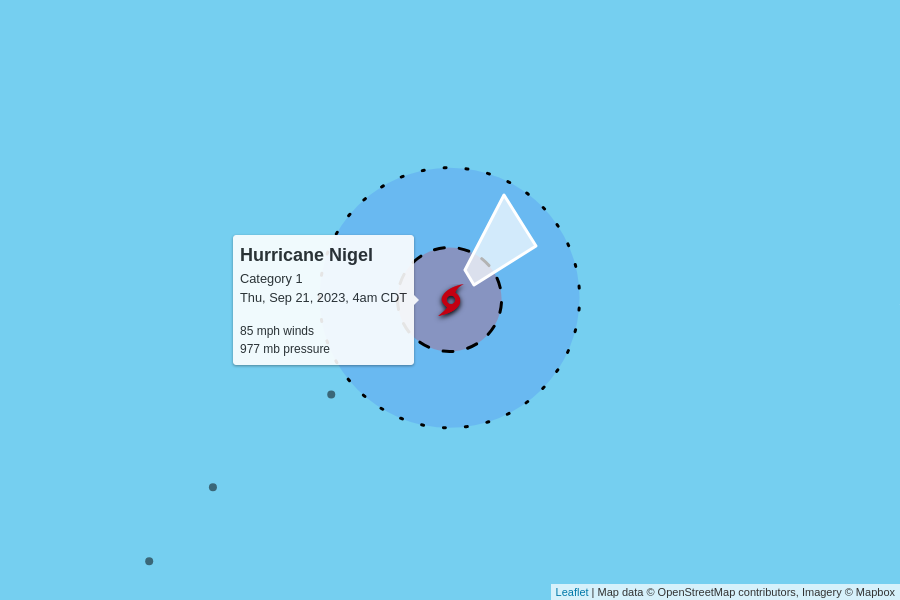 Hurricane Nigel
Category 1
Thu, Sep 21, 2023, 4am CDT
85 mph winds
977 mb pressure
Leaflet | Map data © OpenStreetMap contributors, Imagery © Mapbox